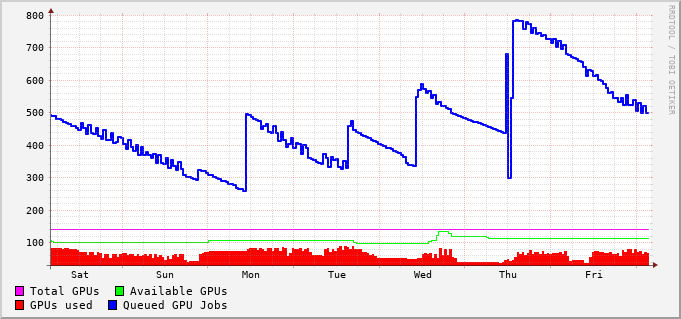 800
700
600
500
400
300
200
100
Sat Sun Mon Tue Wed Thu Fri
Total GPUs Available GPUs
GPUs used Queued GPU Jobs
RRDTOOL / TOBI OETIKER